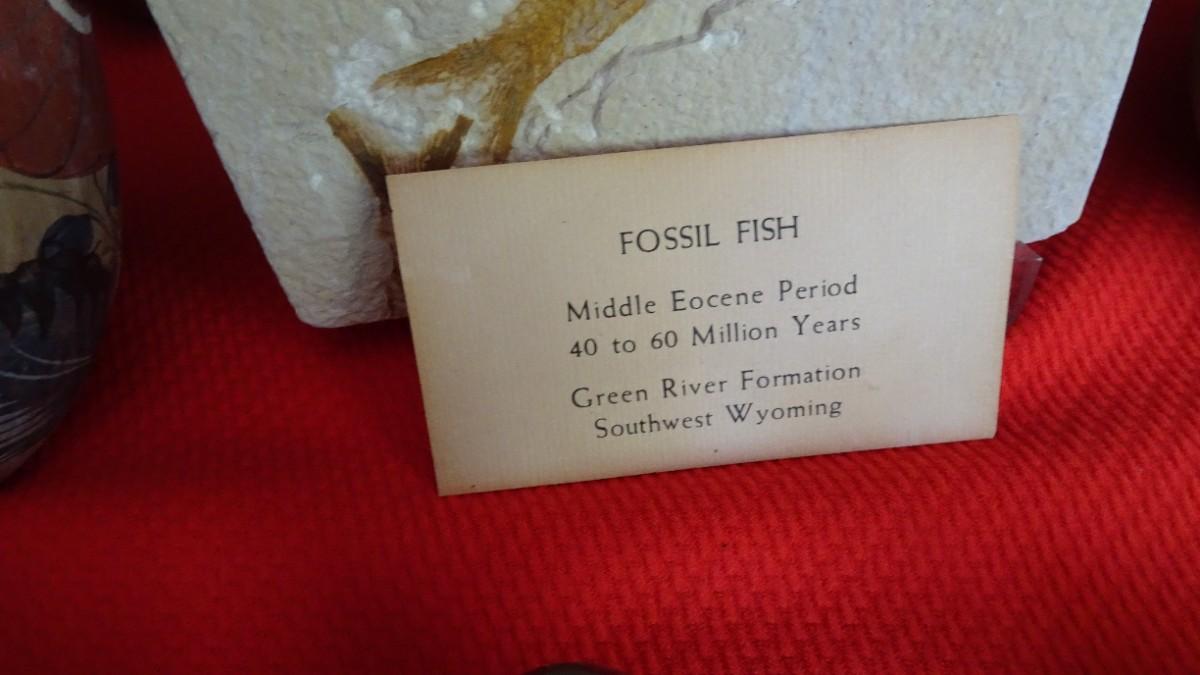 FOSSIL FISH
Middle Eocene Period
40 to 60 Million Years
Green River Formation
Southwest Wyoming